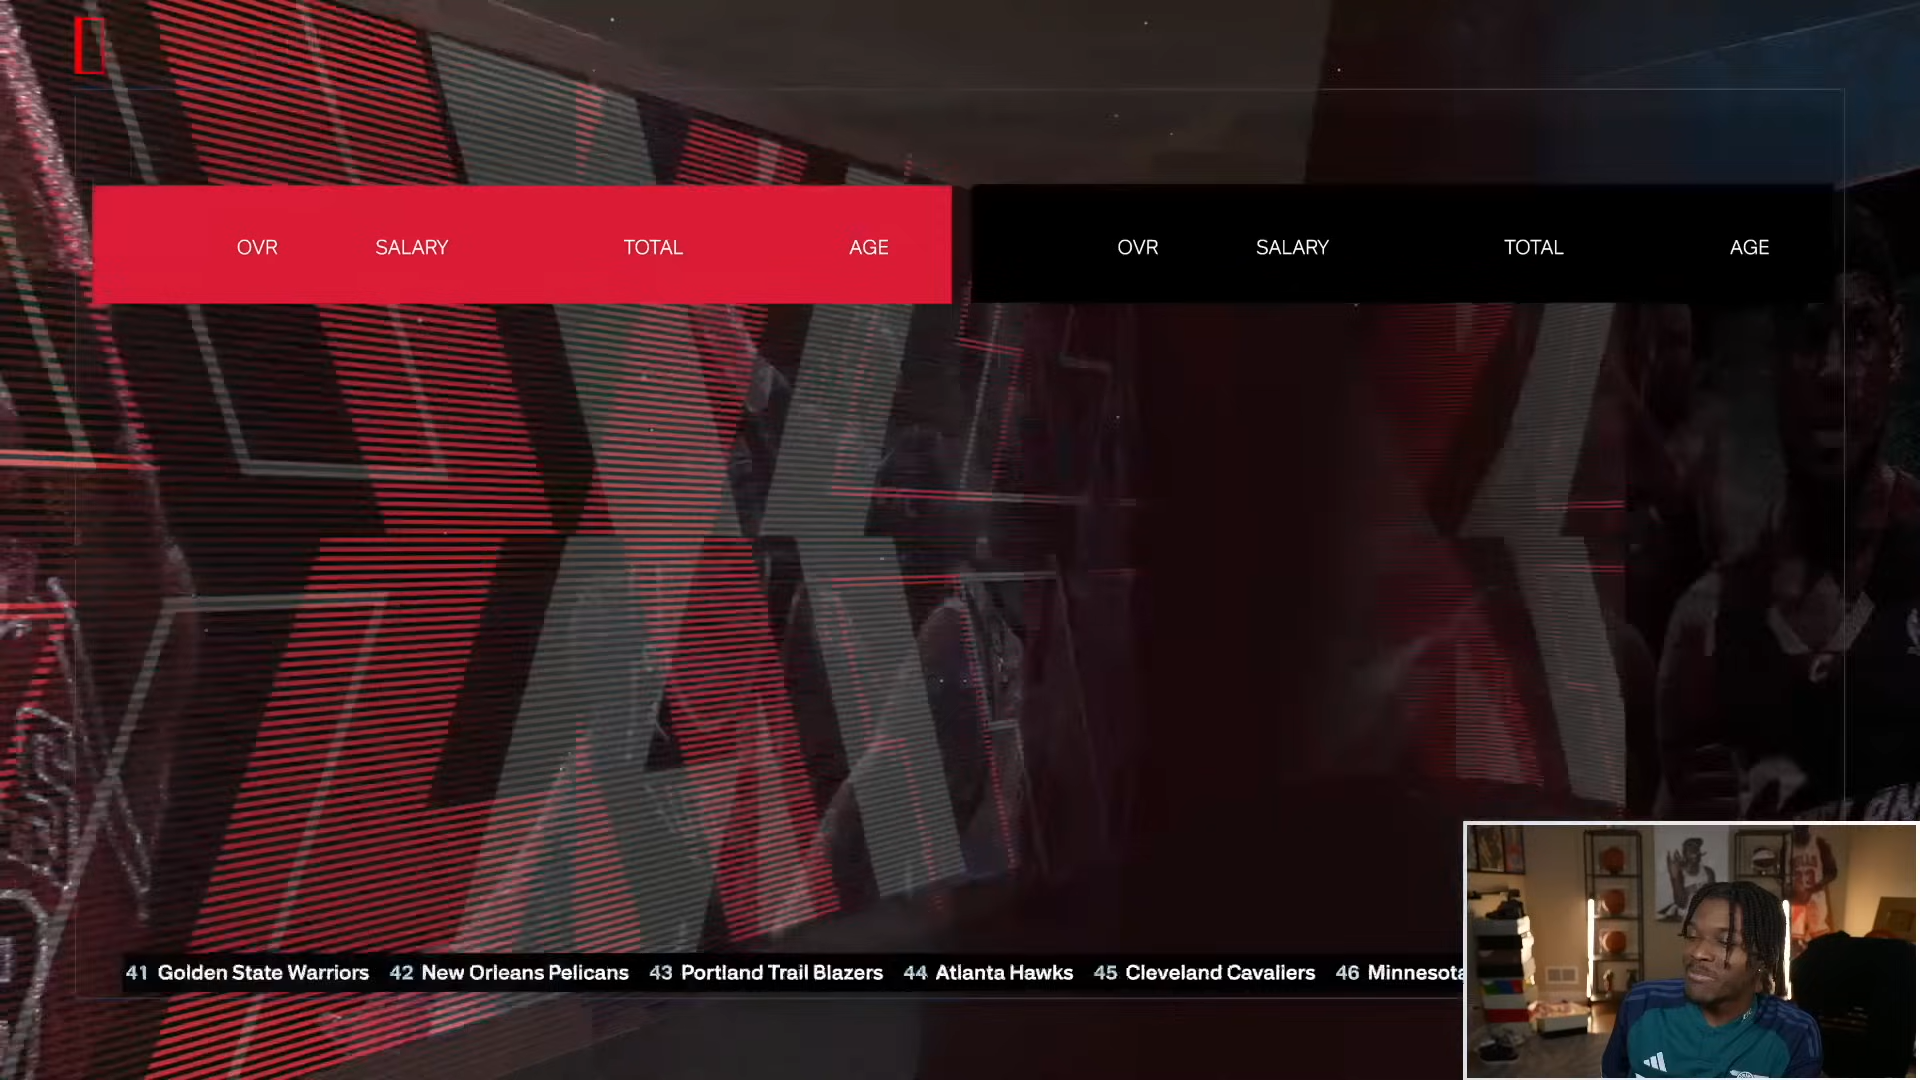 OVR SALARY TOTAL AGE
OVR SALARY TOTAL AGE
41 Golden State Warriors 42 New Orleans Pelicans 43 Portland Trail Blazers 44 Atlanta Hawks 45 Cleveland Cavaliers 46 Minnesota